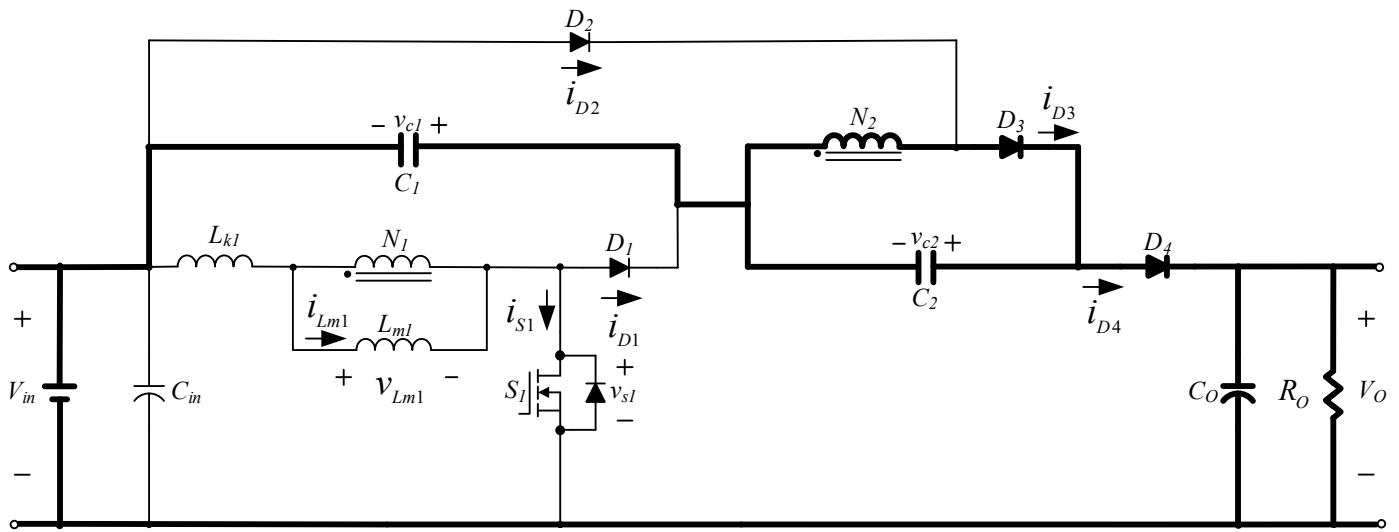 D2
iD2
- vc1 +
C1
N2
D3
iD3
Lk1
N1
D1
iD1
- vc2 +
C2
D4
iD4
iLm1
Lm1
+ vLm1 -
iS1
S1
+
vs1
-
+
Vin
-
Cin
CO
RO
+
VO
-